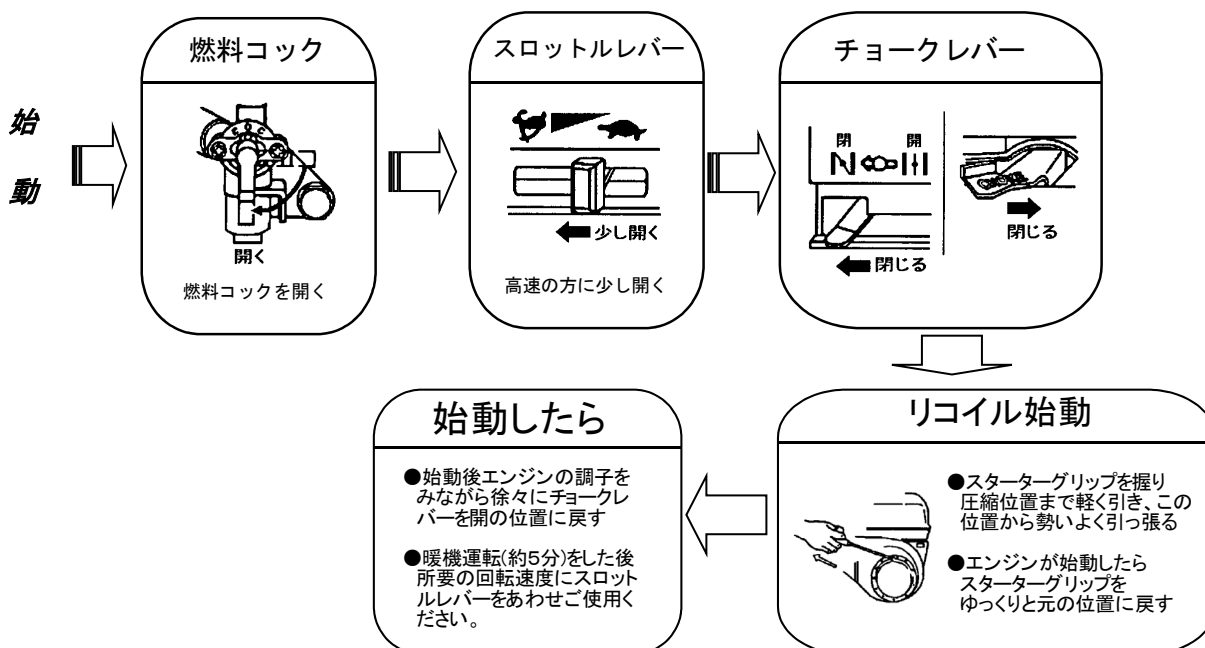 始動
燃料コック
開く
燃料コックを開く
スロットルレバー
少し開く
高速の方に少し開く
チョークレバー
閉 開
閉じる
閉じる
リコイル始動
●スターターグリップを握り
圧縮位置まで軽く引き、この
位置から勢いよく引っ張る
●エンジンが始動したら
スターターグリップを
ゆっくりと元の位置に戻す
始動したら
●始動後エンジンの調子を
みながら徐々にチョークレ
バーを開の位置に戻す
●暖機運転(約5分)をした後
所要の回転速度にスロット
ルレバーをあわせご使用く
ださい。